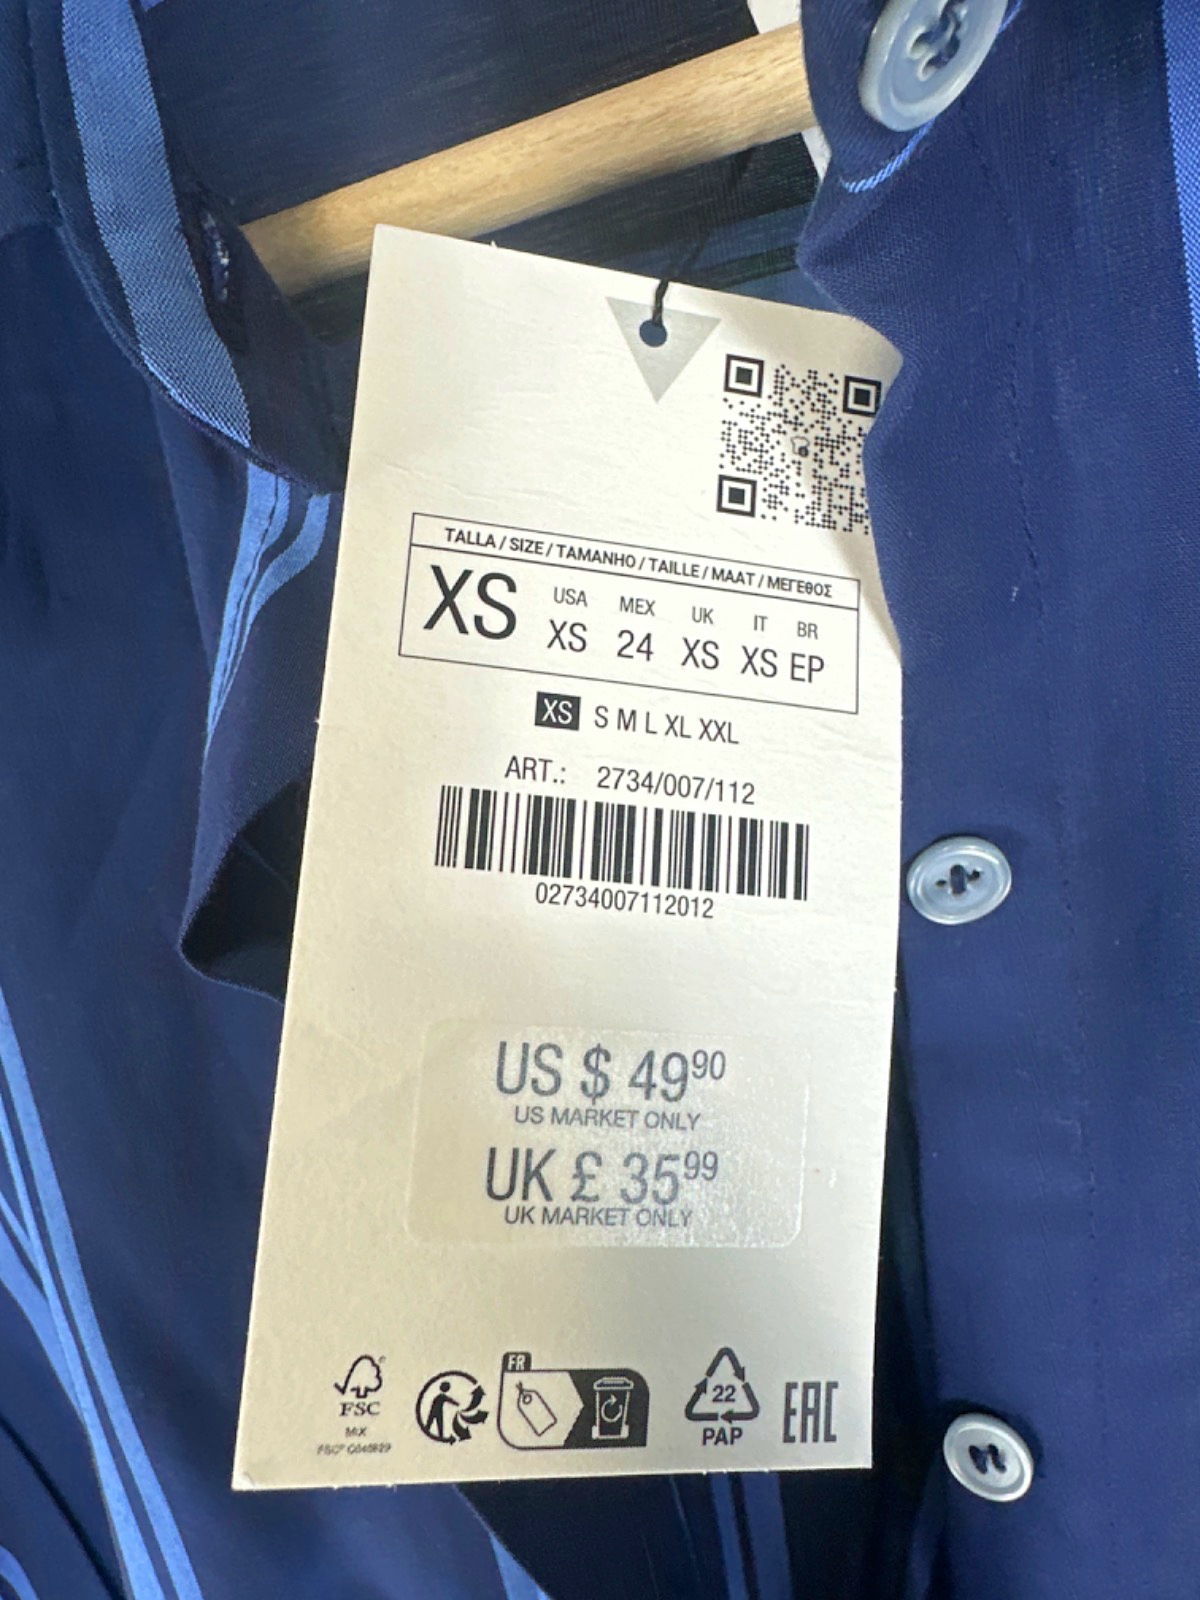 TALLA / SIZE / TAMANHO / TAILLE / MAAT / ΜΕΓΕΘΟΣ
XS USA MEX UK IT BR
XS 24 XS XS EP
XS S M L XL XXL
ART.: 2734/007/112
02734007112012
US $ 49⁹⁰
US MARKET ONLY
UK £ 35⁹⁹
UK MARKET ONLY
FR
22
FSC
PAP
EAC
MIX